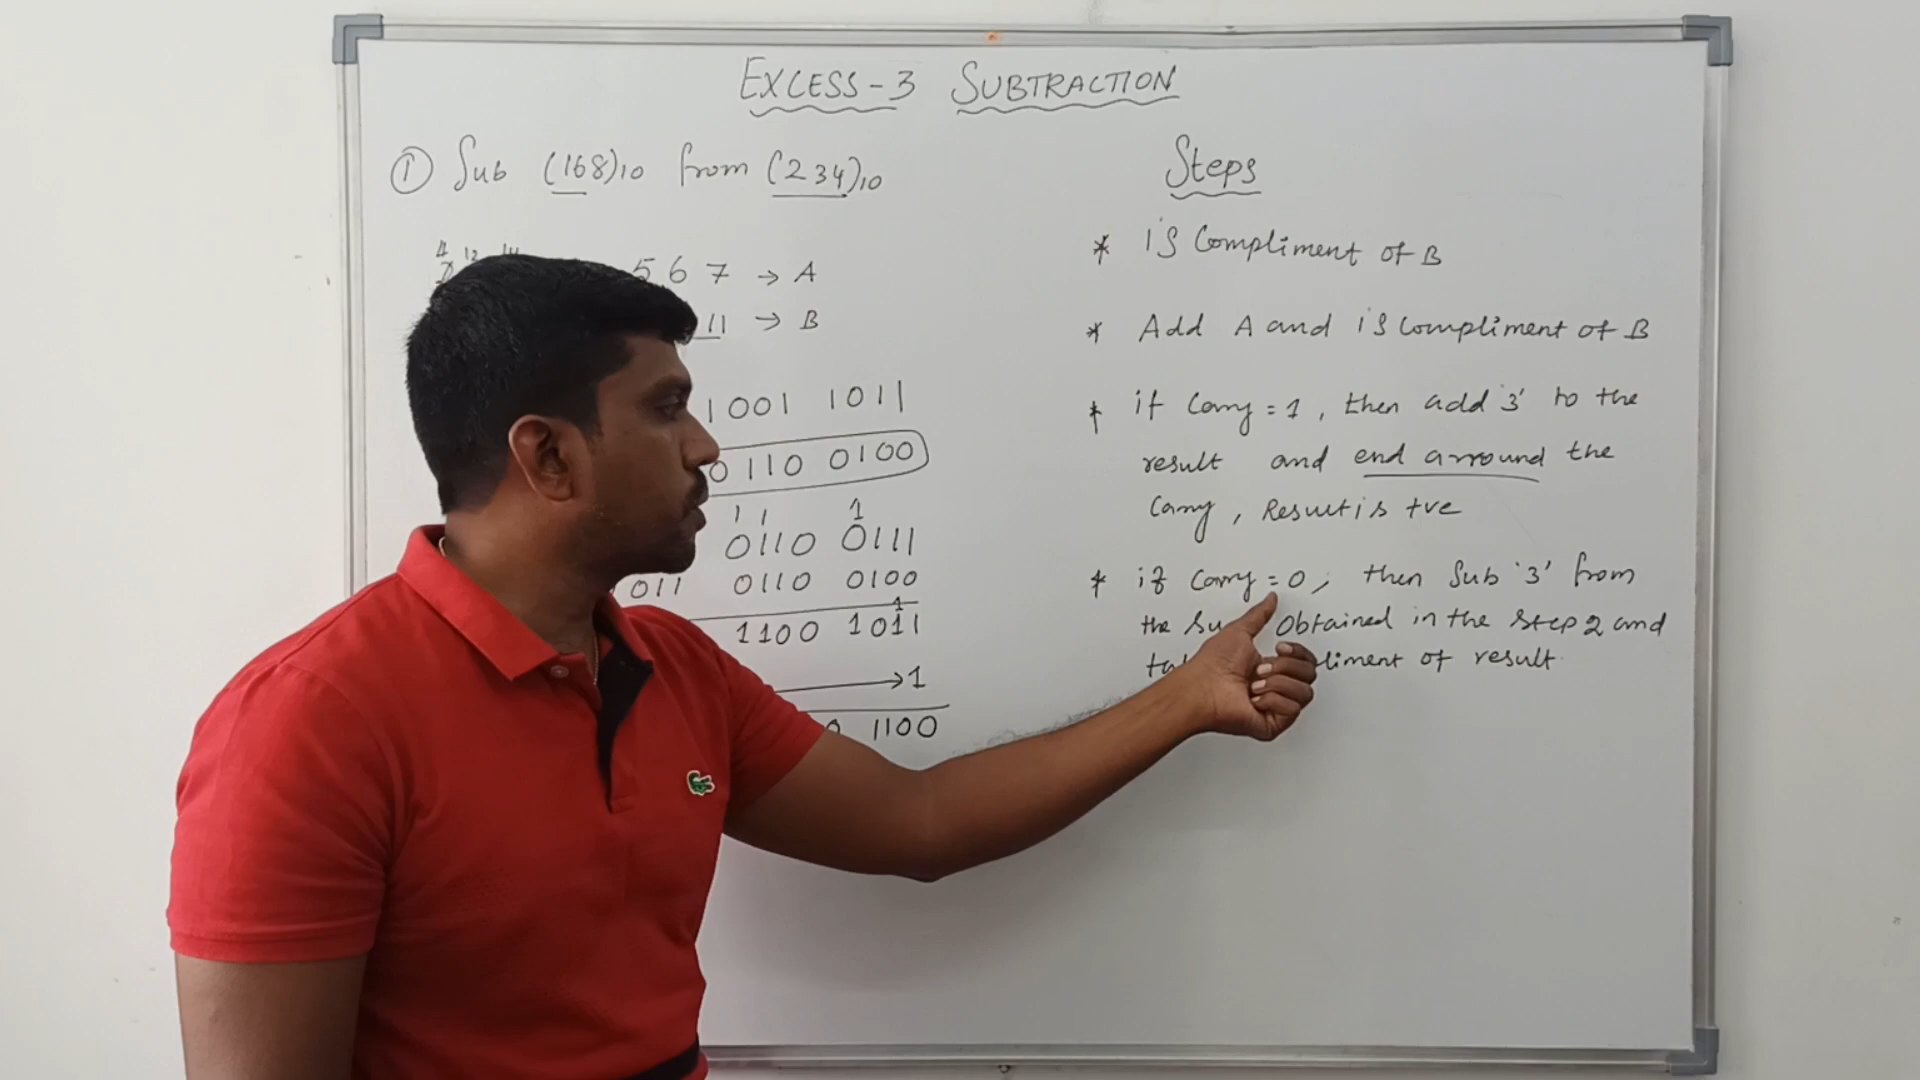 EXCESS-3 SUBTRACTION
① Sub (168)10 from (234)10
Steps
* 1's Compliment of B
4 12 14
5 6 7 → A
11 → B
* Add A and 1's Compliment of B
1001 1011
* if Carry = 1, then add '3' to the
0110 0100
result and end arround the
1 1 1
Carry, Result is +ve
0110 0111
011 0110 0100
* if Carry = 0, then Sub '3' from
1
1100 1011
the obtained in the step 2 and
liment of result
→ 1
0 1100